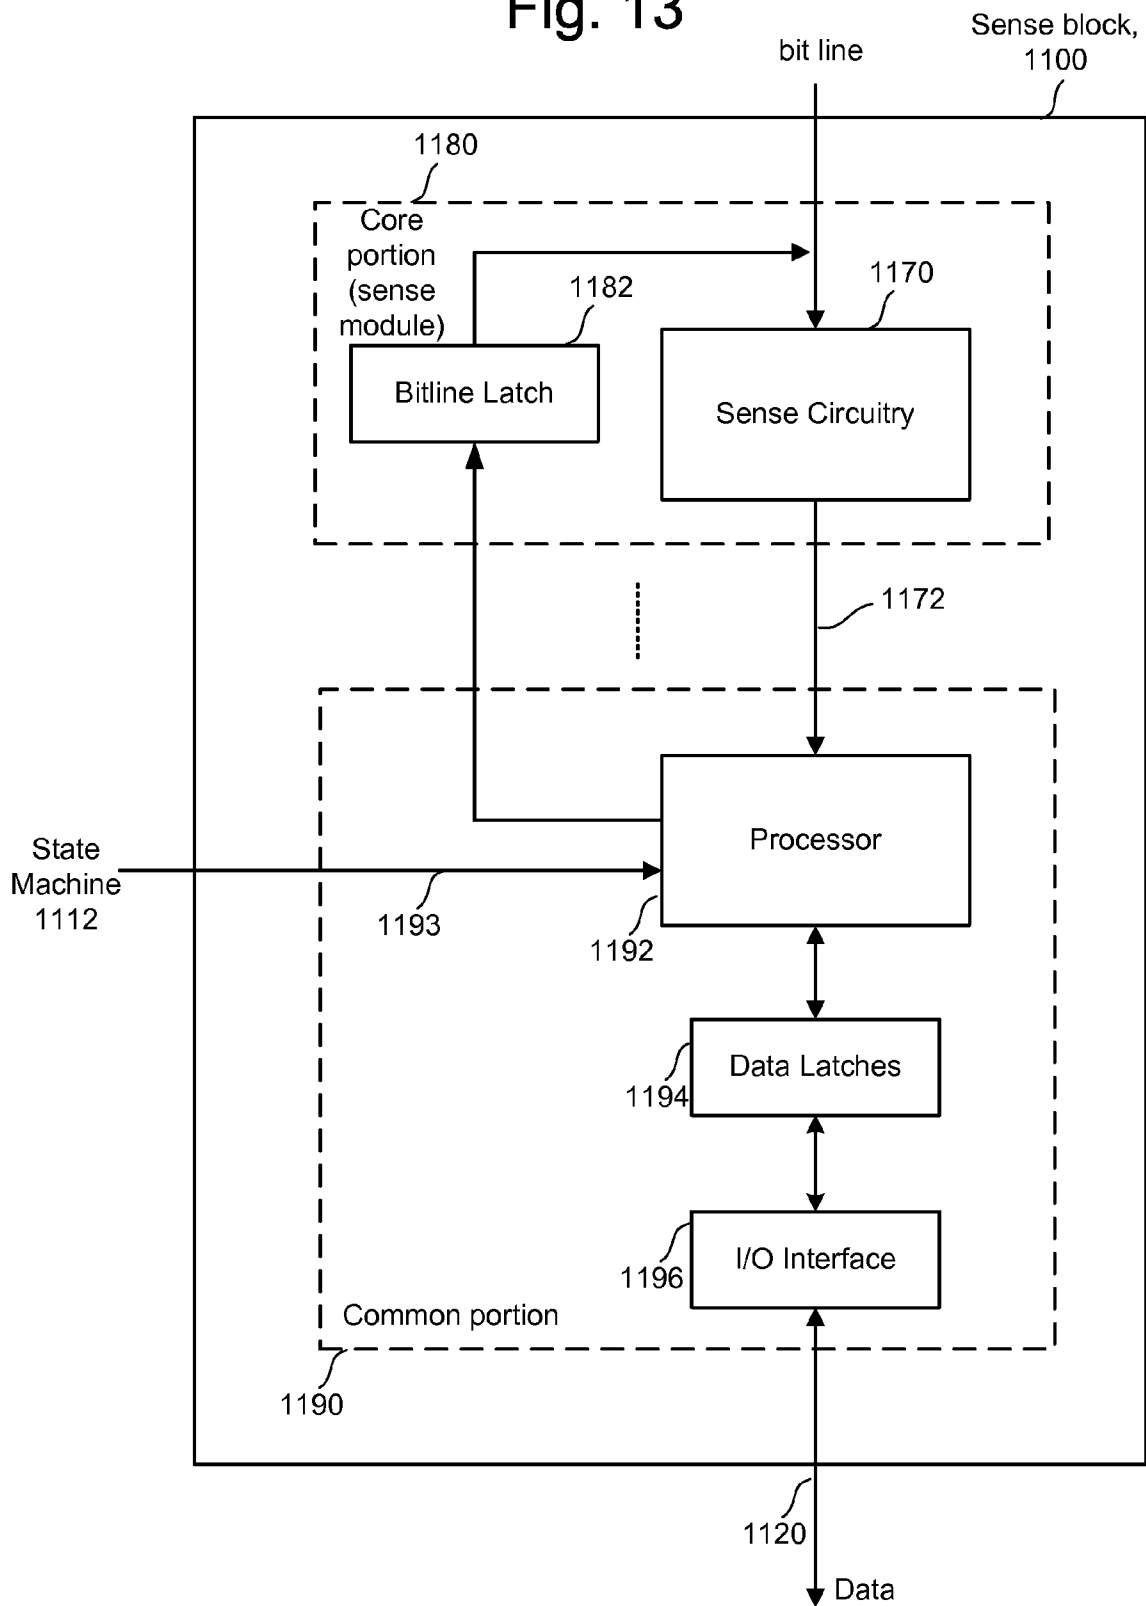 Fig. 13
Sense block,
1100
bit line
1180
Core
portion
(sense
module)
1182
1170
Bitline Latch
Sense Circuitry
1172
Processor
State
Machine
1112
1193
1192
Data Latches
1194
I/O Interface
1196
Common portion
1190
1120
Data